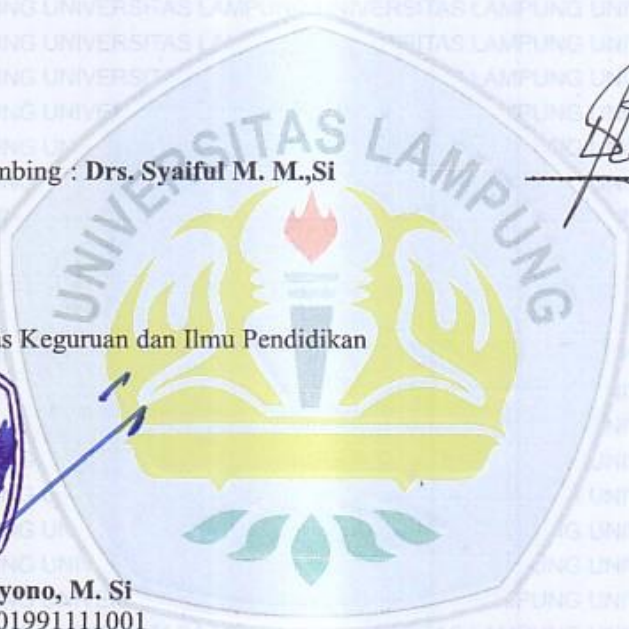 UNIVERSITAS LAMPUNG
mbing : Drs. Syaiful M. M.,Si
s Keguruan dan Ilmu Pendidikan
yono, M. Si
01991111001